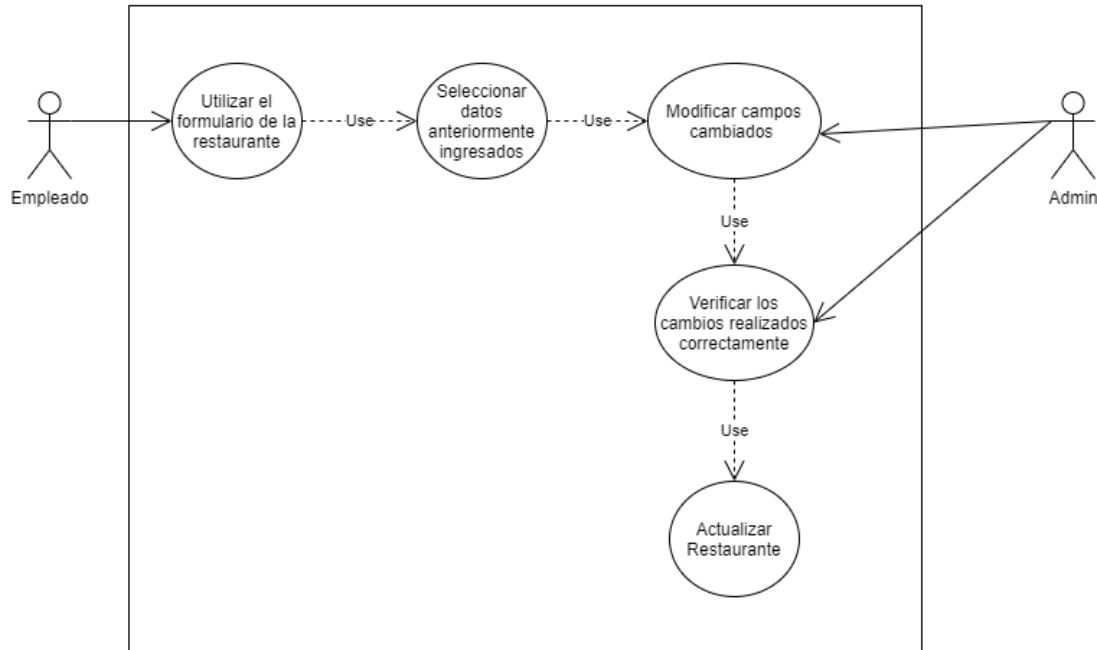 Utilizar el
formulario de la
restaurante
Use
Seleccionar
datos
anteriormente
ingresados
Use
Modificar campos
cambiados
Empleado
Admin
Use
Verificar los
cambios realizados
correctamente
Use
Actualizar
Restaurante